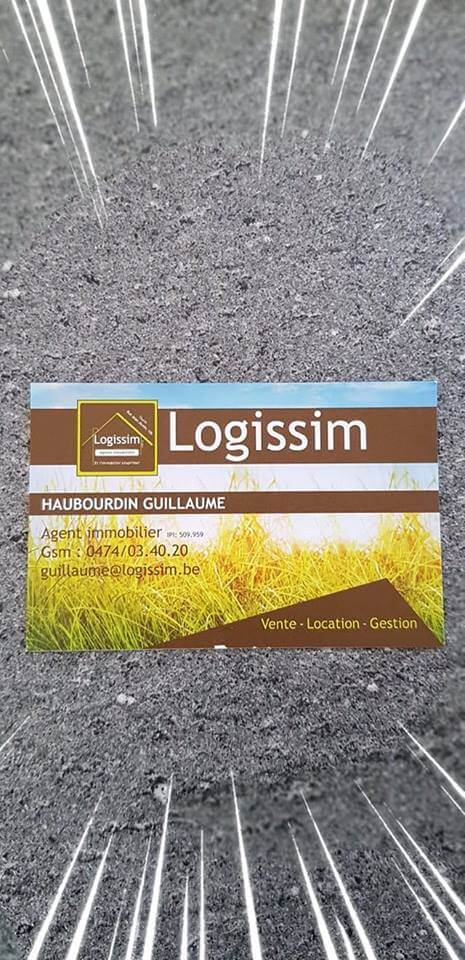 Logissim
Logissim
HAUBOURDIN GUILLAUME
Agent immobilier IPI: 509.959
Gsm : 0474/03.40.20
guillaume@logissim.be
Vente - Location - Gestion